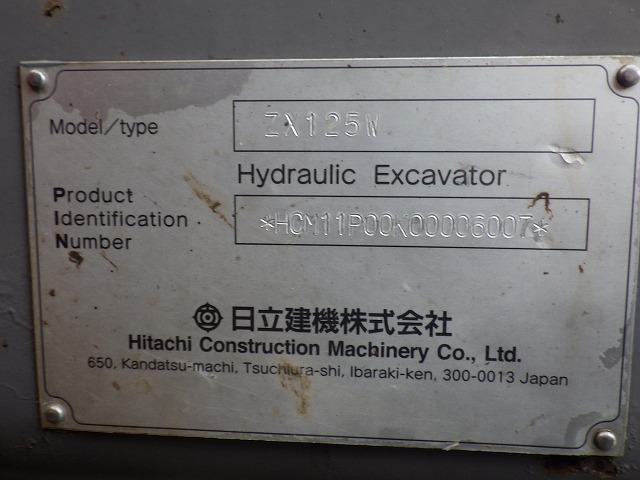 Model/type
ZX125W
Hydraulic Excavator
Product
Identification
Number
*HCM11P00K00006007*
日立建機株式会社
Hitachi Construction Machinery Co., Ltd.
650, Kandatsu-machi, Tsuchiura-shi, Ibaraki-ken, 300-0013 Japan